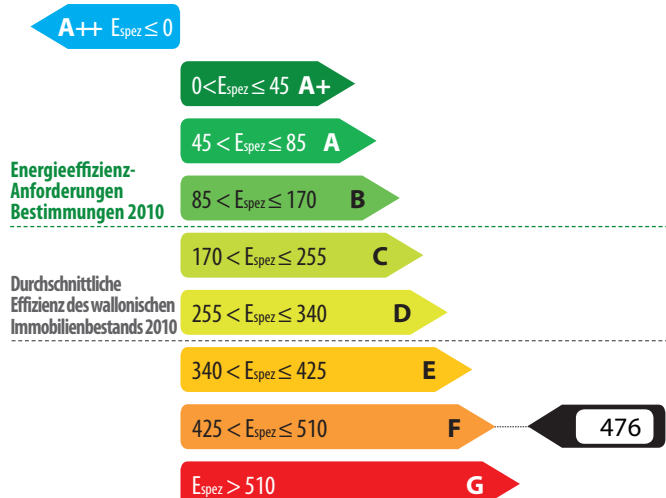 A++ Espez ≤ 0
0<Espez ≤ 45 A+
45 < Espez ≤ 85 A
Energieeffizienz-
Anforderungen
Bestimmungen 2010
85 < Espez ≤ 170 B
170 < Espez ≤ 255 C
Durchschnittliche
Effizienz des wallonischen
Immobilienbestands 2010
255 < Espez ≤ 340 D
340 < Espez ≤ 425 E
425 < Espez ≤ 510 F 476
Espez > 510 G